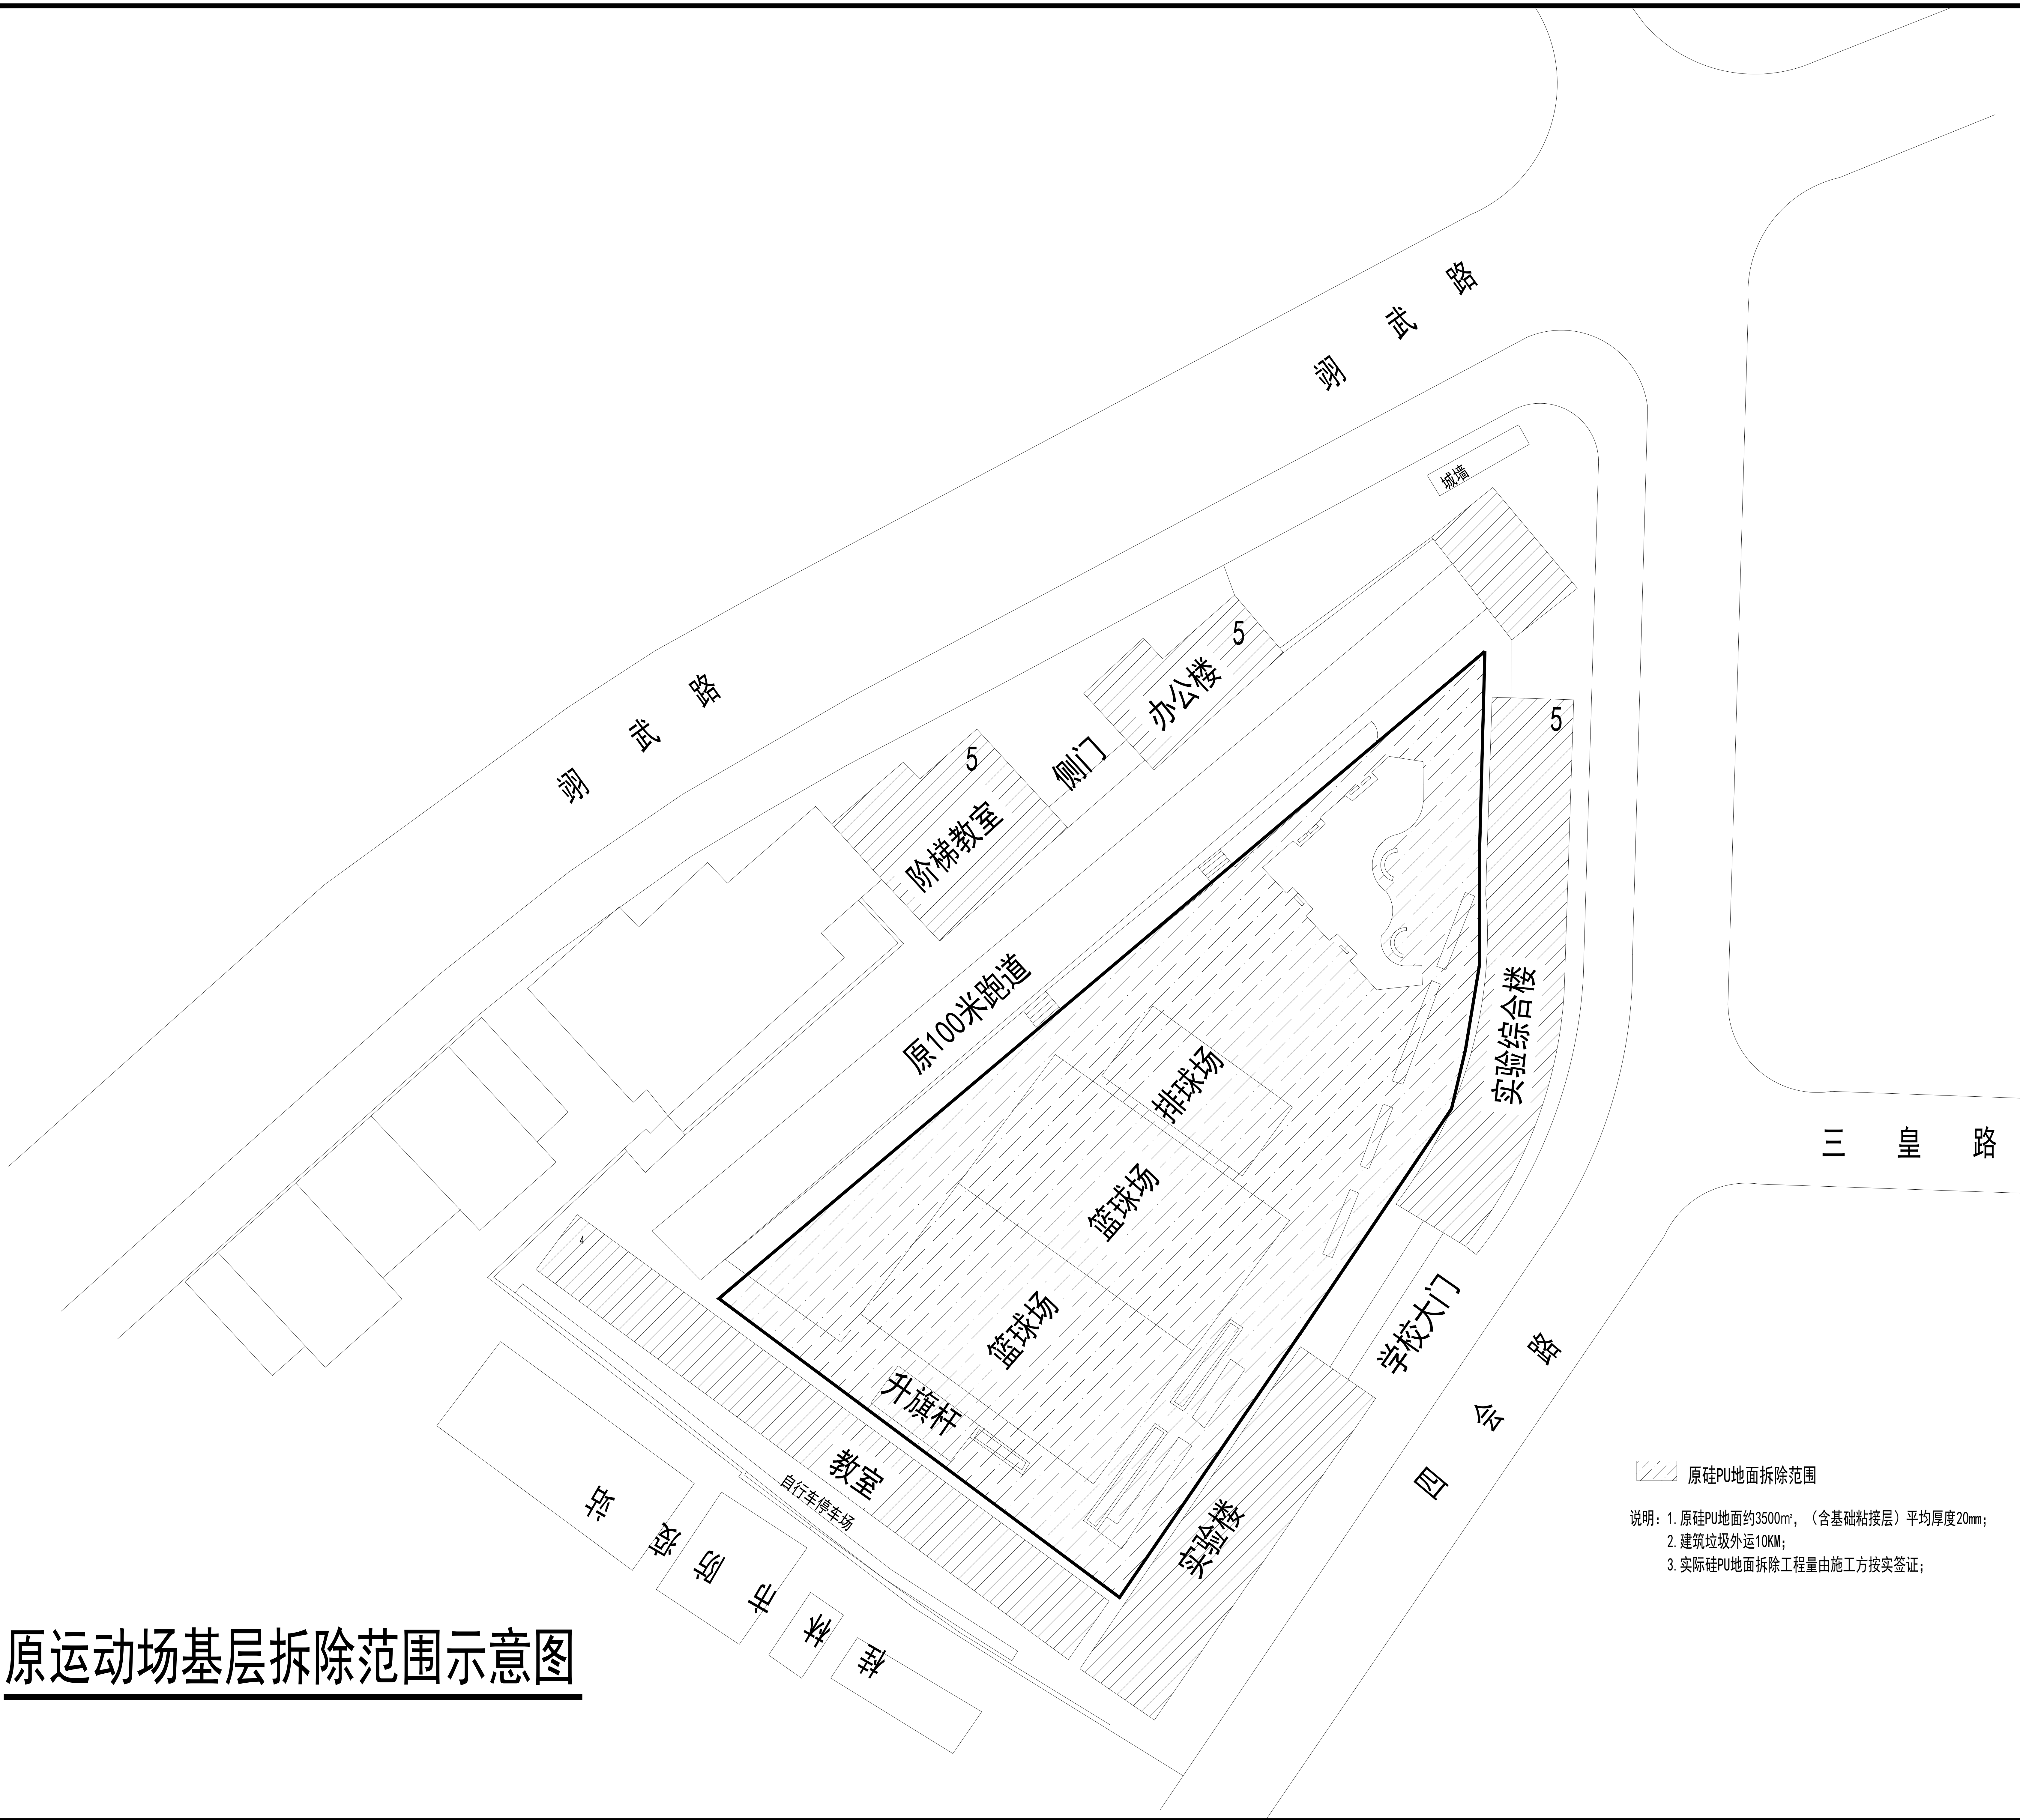 翊武路
城墙
5
办公楼
翊武路
5
侧门
阶梯教室
5
原100米跑道
实验综合楼
排球场
三皇路
篮球场
4
篮球场
学校大门
四会路
升旗杆
教室
自行车停车场
实验楼
桂林市防疫站
原硅PU地面拆除范围
说明：1.原硅PU地面约3500㎡，（含基础粘接层）平均厚度20mm；
2.建筑垃圾外运10KM；
3.实际硅PU地面拆除工程量由施工方按实签证；
原运动场基层拆除范围示意图